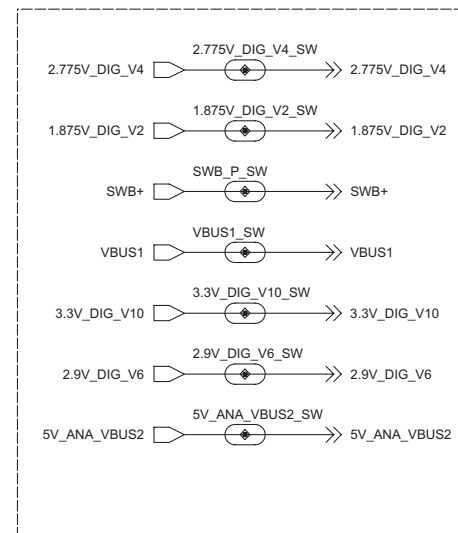 2.775V_DIG_V4_SW
2.775V_DIG_V4 2.775V_DIG_V4
1.875V_DIG_V2_SW
1.875V_DIG_V2 1.875V_DIG_V2
SWB_P_SW
SWB+ SWB+
VBUS1_SW
VBUS1 VBUS1
3.3V_DIG_V10_SW
3.3V_DIG_V10 3.3V_DIG_V10
2.9V_DIG_V6_SW
2.9V_DIG_V6 2.9V_DIG_V6
5V_ANA_VBUS2_SW
5V_ANA_VBUS2 5V_ANA_VBUS2